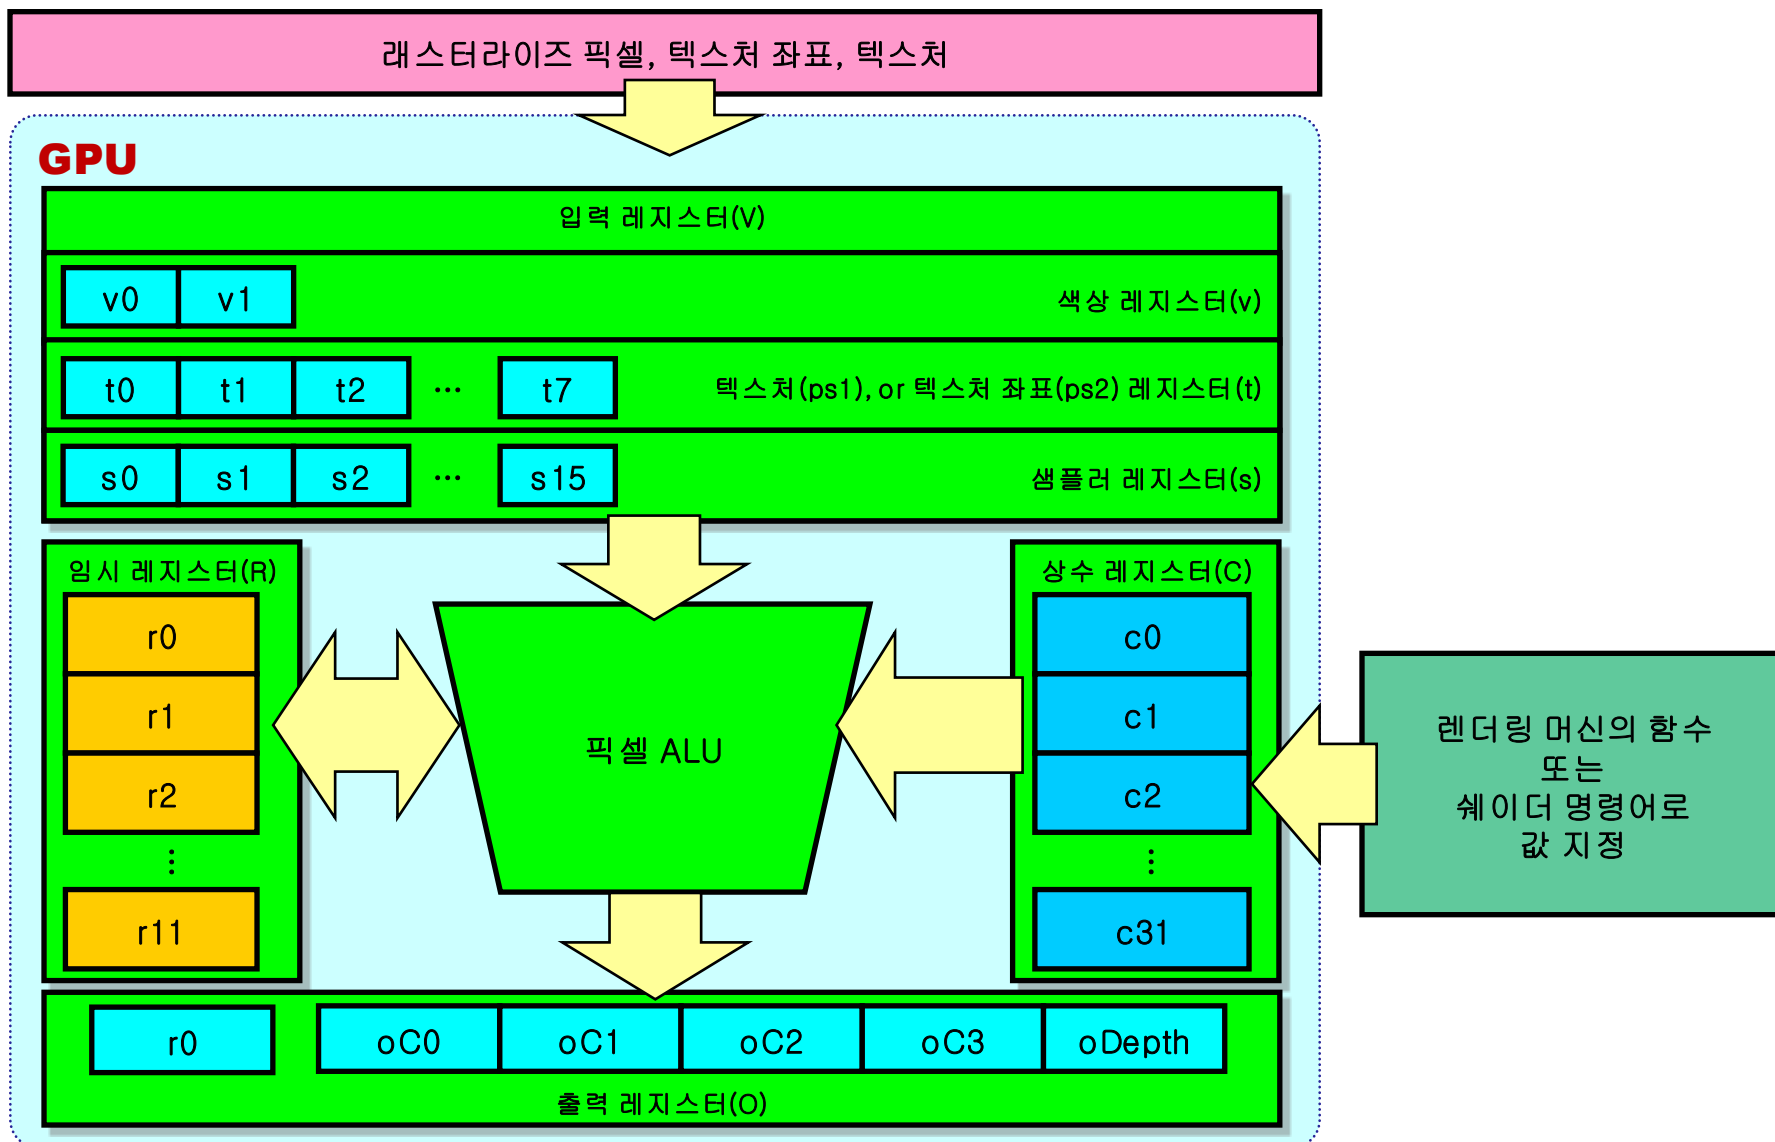 래스터라이즈 픽셀, 텍스처 좌표, 텍스처
GPU
입력 레지스터(V)
v0 v1 색상 레지스터(v)
t0 t1 t2 … t7 텍스처(ps1), or 텍스처 좌표(ps2) 레지스터(t)
s0 s1 s2 … s15 샘플러 레지스터(s)
임시 레지스터(R)
r0
r1
r2
⋮
r11
픽셀 ALU
상수 레지스터(C)
c0
c1
c2
⋮
c31
렌더링 머신의 함수
또는
쉐이더 명령어로
값 지정
r0 oC0 oC1 oC2 oC3 oDepth
출력 레지스터(O)